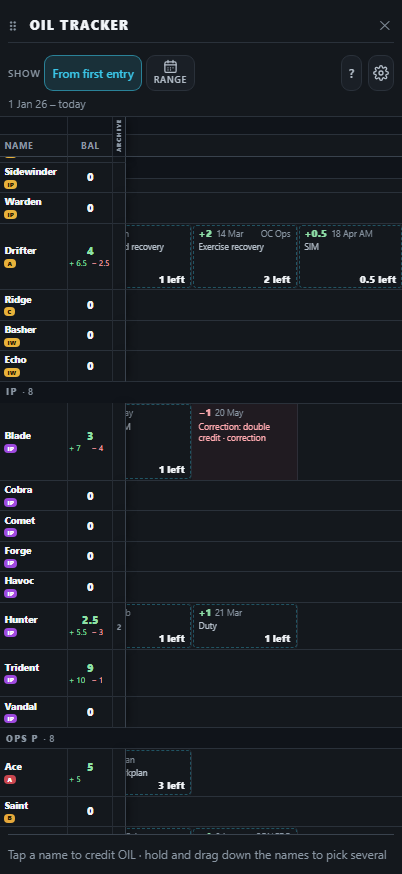 OIL TRACKER
SHOW
From first entry
RANGE
?
1 Jan 26 – today
ARCHIVE
NAME BAL
Sidewinder 0
IP
Warden 0
IP
Drifter 4
A + 6.5 − 2.5
recovery
1 left
+2 14 Mar OC Ops
Exercise recovery
2 left
+0.5 18 Apr AM
SIM
0.5 left
Ridge 0
C
Basher 0
IW
Echo 0
IW
IP · 8
Blade 3
IP + 7 − 4
1 left
−1 20 May
Correction: double
credit · correction
Cobra 0
IP
Comet 0
IP
Forge 0
IP
Havoc 0
IP
Hunter 2.5
IP + 5.5 − 3
2
1 left
+1 21 Mar
Duty
1 left
Trident 9
IP + 10 − 1
Vandal 0
IP
OPS P · 8
Ace 5
A + 5
3 left
Saint 0
B
Tap a name to credit OIL · hold and drag down the names to pick several